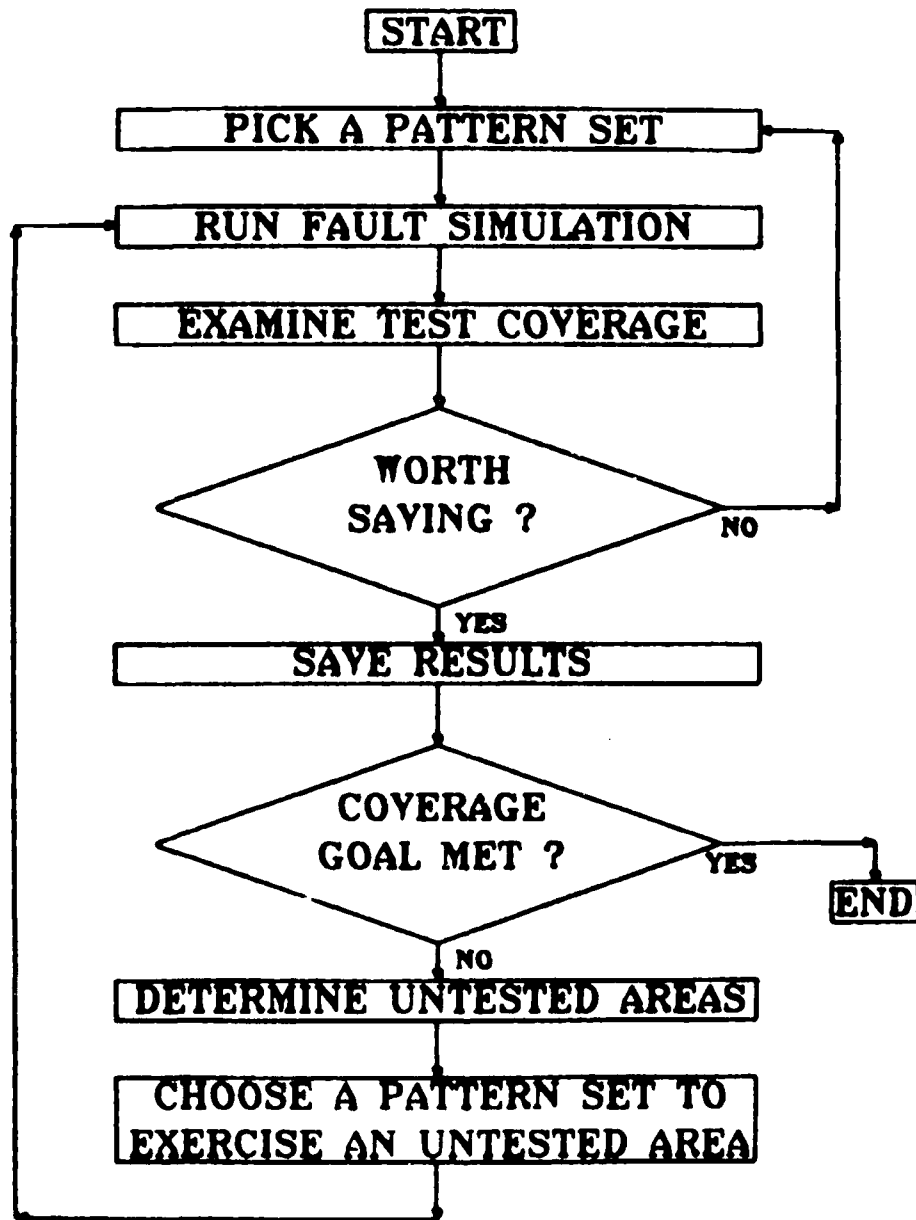 START
PICK A PATTERN SET
RUN FAULT SIMULATION
EXAMINE TEST COVERAGE
WORTH
SAVING ?
NO
YES
SAVE RESULTS
COVERAGE
GOAL MET ?
YES
END
NO
DETERMINE UNTESTED AREAS
CHOOSE A PATTERN SET TO
EXERCISE AN UNTESTED AREA